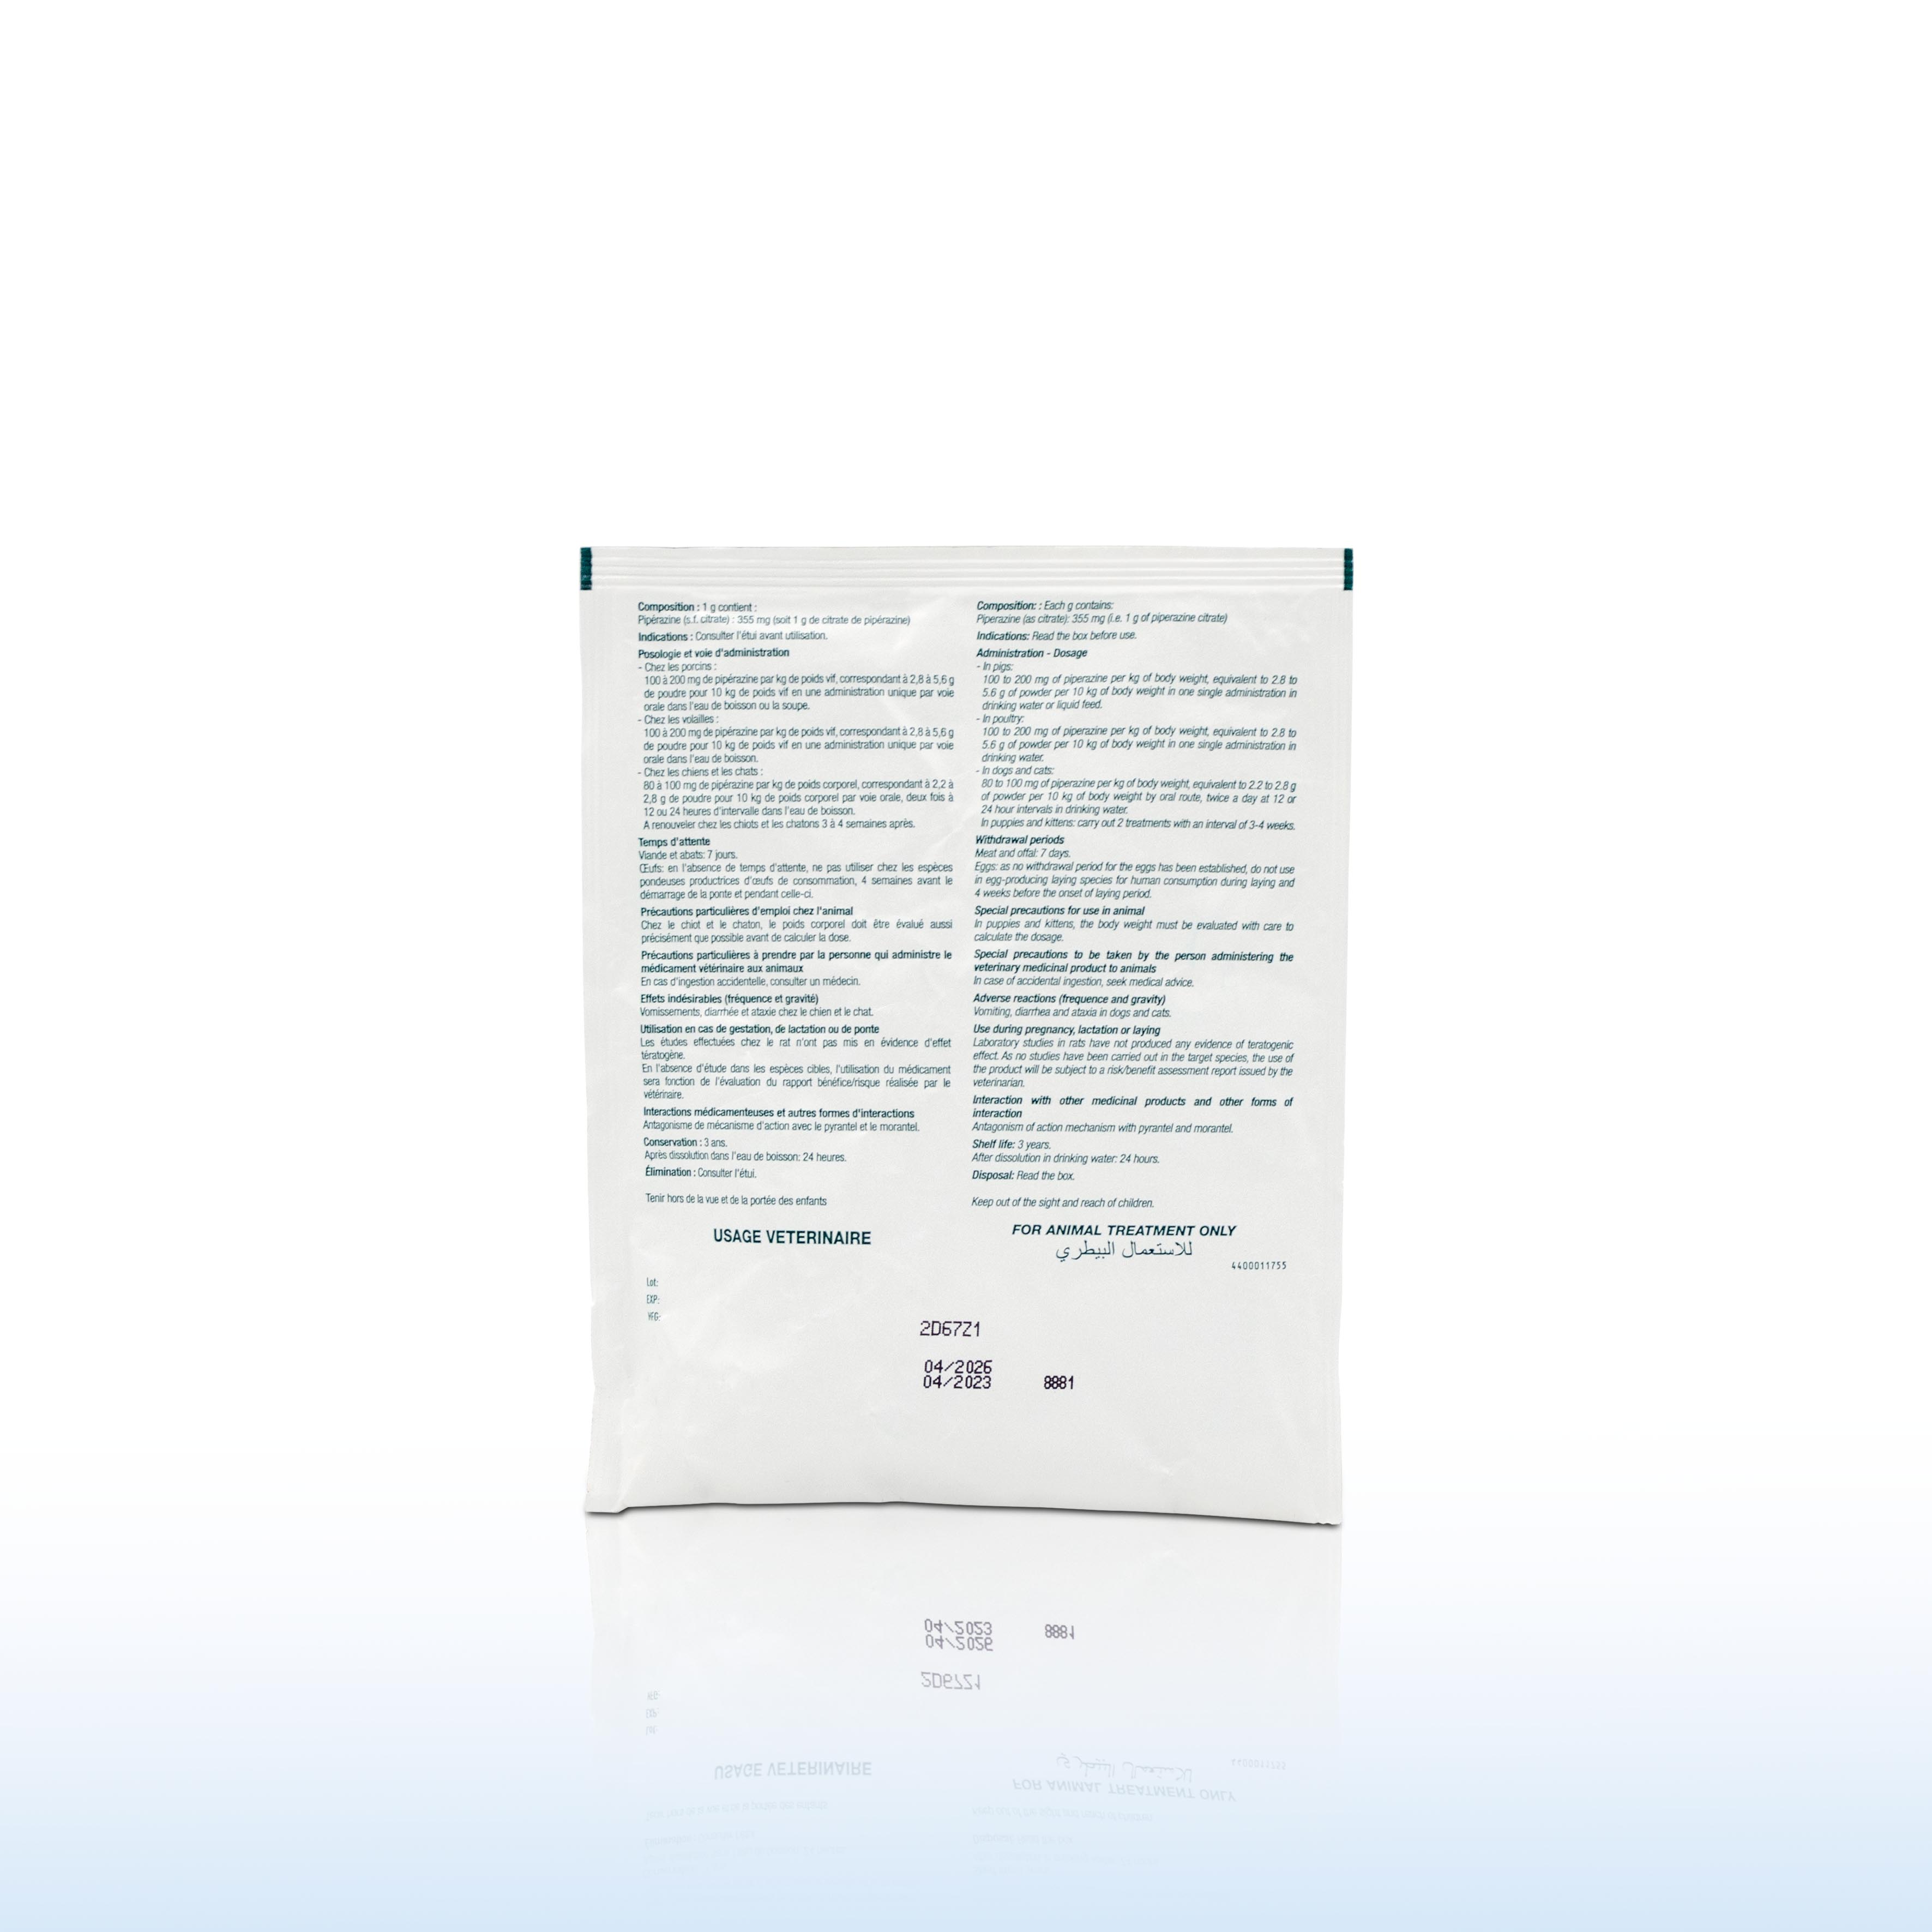 Composition : 1 g contient :
Pipérazine (s.f. citrate) : 355 mg (soit 1 g de citrate de pipérazine)
Indications : Consulter l'étui avant utilisation.
Posologie et voie d'administration
- Chez les porcins :
100 à 200 mg de pipérazine par kg de poids vif, correspondant à 2,8 à 5,6 g
de poudre pour 10 kg de poids vif en une administration unique par voie
orale dans l'eau de boisson ou la soupe.
- Chez les volailles :
100 à 200 mg de pipérazine par kg de poids vif, correspondant à 2,8 à 5,6 g
de poudre pour 10 kg de poids vif en une administration unique par voie
orale dans l'eau de boisson.
- Chez les chiens et les chats :
80 à 100 mg de pipérazine par kg de poids corporel, correspondant à 2,2 à
2,8 g de poudre pour 10 kg de poids corporel par voie orale, deux fois à
12 ou 24 heures d'intervalle dans l'eau de boisson.
A renouveler chez les chiots et les chatons 3 à 4 semaines après.
Temps d'attente
Viande et abats: 7 jours.
Œufs: en l'absence de temps d'attente, ne pas utiliser chez les espèces
pondeuses productrices d'œufs de consommation, 4 semaines avant le
démarrage de la ponte et pendant celle-ci.
Précautions particulières d'emploi chez l'animal
Chez le chiot et le chaton, le poids corporel doit être évalué aussi
précisément que possible avant de calculer la dose.
Précautions particulières à prendre par la personne qui administre le
médicament vétérinaire aux animaux
En cas d'ingestion accidentelle, consulter un médecin.
Effets indésirables (fréquence et gravité)
Vomissements, diarrhée et ataxie chez le chien et le chat.
Utilisation en cas de gestation, de lactation ou de ponte
Les études effectuées chez le rat n'ont pas mis en évidence d'effet
tératogène.
En l'absence d'étude dans les espèces cibles, l'utilisation du médicament
sera fonction de l'évaluation du rapport bénéfice/risque réalisée par le
vétérinaire.
Interactions médicamenteuses et autres formes d'interactions
Antagonisme de mécanisme d'action avec le pyrantel et le morantel.
Conservation : 3 ans.
Après dissolution dans l'eau de boisson: 24 heures.
Élimination : Consulter l'étui.
Tenir hors de la vue et de la portée des enfants
USAGE VETERINAIRE
Composition: : Each g contains:
Piperazine (as citrate): 355 mg (i.e. 1 g of piperazine citrate)
Indications: Read the box before use.
Administration - Dosage
- In pigs:
100 to 200 mg of piperazine per kg of body weight, equivalent to 2.8 to
5.6 g of powder per 10 kg of body weight in one single administration in
drinking water or liquid feed.
- In poultry:
100 to 200 mg of piperazine per kg of body weight, equivalent to 2.8 to
5.6 g of powder per 10 kg of body weight in one single administration in
drinking water.
- In dogs and cats:
80 to 100 mg of piperazine per kg of body weight, equivalent to 2.2 to 2.8 g
of powder per 10 kg of body weight by oral route, twice a day at 12 or
24 hour intervals in drinking water.
In puppies and kittens: carry out 2 treatments with an interval of 3-4 weeks.
Withdrawal periods
Meat and offal: 7 days.
Eggs: as no withdrawal period for the eggs has been established, do not use
in egg-producing laying species for human consumption during laying and
4 weeks before the onset of laying period.
Special precautions for use in animal
In puppies and kittens, the body weight must be evaluated with care to
calculate the dosage.
Special precautions to be taken by the person administering the
veterinary medicinal product to animals
In case of accidental ingestion, seek medical advice.
Adverse reactions (frequence and gravity)
Vomiting, diarrhea and ataxia in dogs and cats.
Use during pregnancy, lactation or laying
Laboratory studies in rats have not produced any evidence of teratogenic
effect. As no studies have been carried out in the target species, the use of
the product will be subject to a risk/benefit assessment report issued by the
veterinarian.
Interaction with other medicinal products and other forms of
interaction
Antagonism of action mechanism with pyrantel and morantel.
Shelf life: 3 years.
After dissolution in drinking water: 24 hours.
Disposal: Read the box.
Keep out of the sight and reach of children.
FOR ANIMAL TREATMENT ONLY
للاستعمال البيطري
4400011755
Lot:
EXP:
MFG:
2D67Z1
04/2026
04/2023 8881